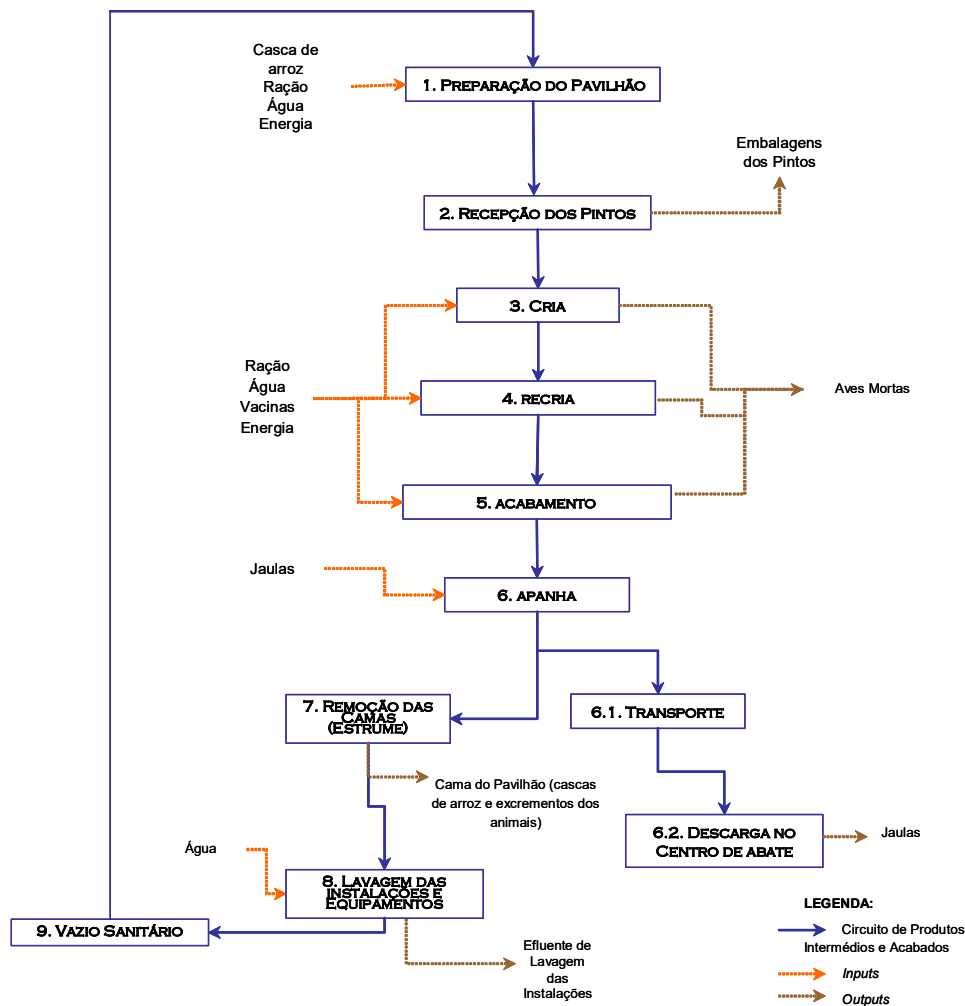 Casca de
arroz
Ração
Água
Energia
1. Preparação do Pavilhão
Embalagens
dos Pintos
2. Recepção dos Pintos
3. Cria
Ração
Água
Vacinas
Energia
4. recria
Aves Mortas
5. acabamento
Jaulas
6. apanha
7. Remoção das
Camas
(Estrume)
6.1. Transporte
Cama do Pavilhão (cascas
de arroz e excrementos dos
animais)
6.2. Descarga no
Centro de abate
Jaulas
Água
8. Lavagem das
instalações e
Equipamentos
9. Vazio Sanitário
Efluente de
Lavagem
das
Instalações
LEGENDA:
Circuito de Produtos
Intermédios e Acabados
Inputs
Outputs